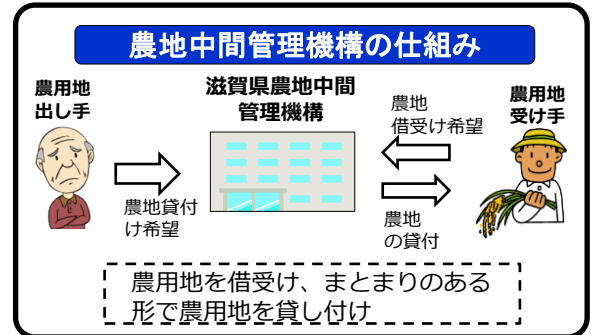 農地中間管理機構の仕組み
農用地
出し手
滋賀県農地中間
管理機構
農地
借受け希望
農用地
受け手
農地貸付
け希望
農地
の貸付
農用地を借受け、まとまりのある
形で農用地を貸し付け